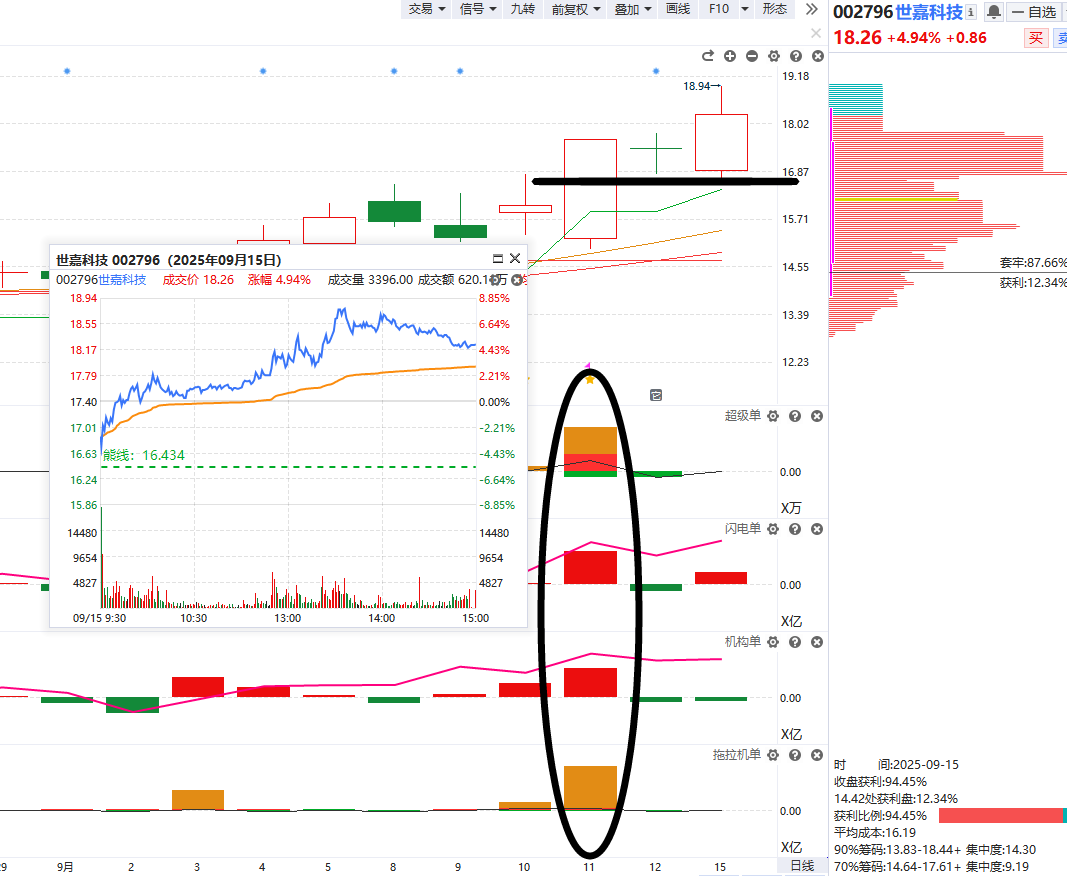 交易 信号 九转 前复权 叠加 画线 F10 形态
002796世嘉科技 自选
18.26 +4.94% +0.86 买 卖
18.94
19.18
18.02
16.87
15.71
14.55
13.39
12.23
套牢:87.66%
获利:12.34%
世嘉科技 002796（2025年09月15日）
002796世嘉科技 成交价 18.26 涨幅 4.94% 成交量 3396.00 成交额
18.94 8.85%
18.55 6.64%
18.17 4.43%
17.79 2.21%
17.40 0.00%
17.01 -2.21%
16.63 -4.43%
熊线：16.434
16.24 -6.64%
15.86 -8.85%
14480 14480
9654 9654
4827 4827
09/15 9:30 10:30 13:00 14:00 15:00
超级单
0.00
X万
闪电单
0.00
X亿
机构单
0.00
X亿
拖拉机单
0.00
X亿
29 9月 2 3 4 5 8 9 10 11 12 15 日线
时 间:2025-09-15
收盘获利:94.45%
14.42处获利盘:12.34%
获利比例:94.45%
平均成本:16.19
90%筹码:13.83-18.44+ 集中度:14.30
70%筹码:14.64-17.61+ 集中度:9.19